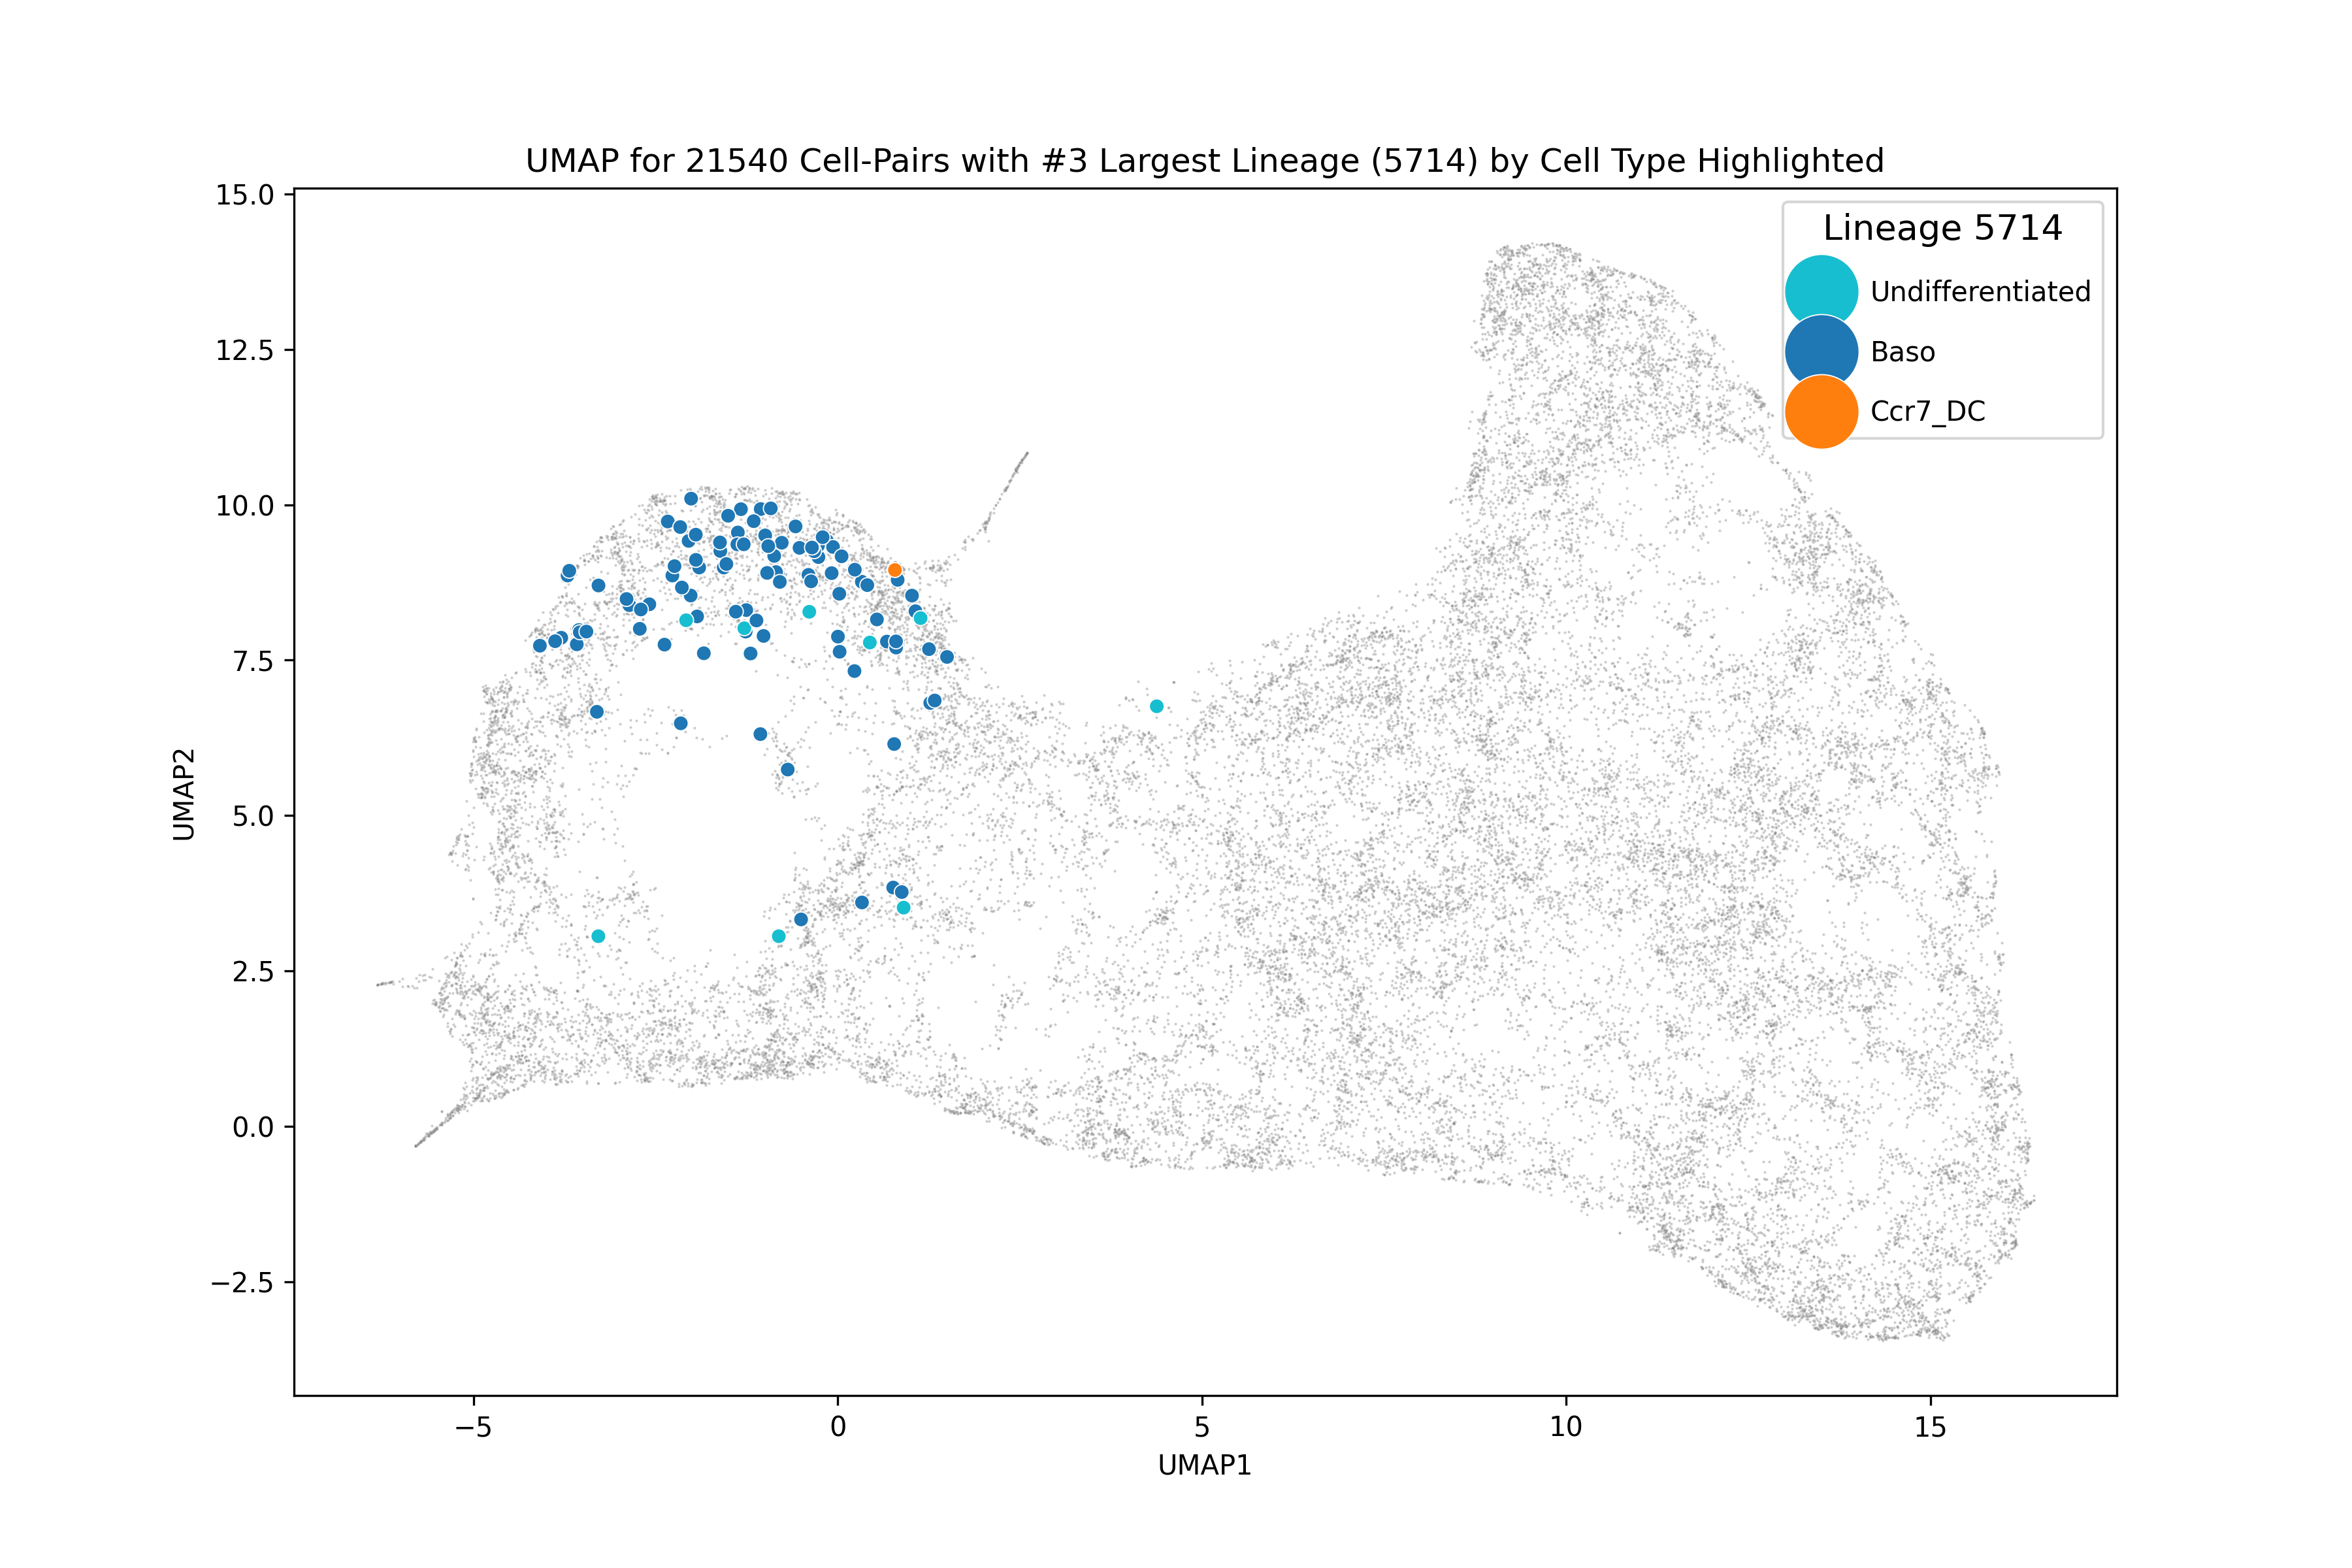 UMAP for 21540 Cell-Pairs with #3 Largest Lineage (5714) by Cell Type Highlighted
15.0
12.5
10.0
7.5
5.0
2.5
0.0
−2.5
UMAP2
Lineage 5714
Undifferentiated
Baso
Ccr7_DC
−5
0
5
10
15
UMAP1